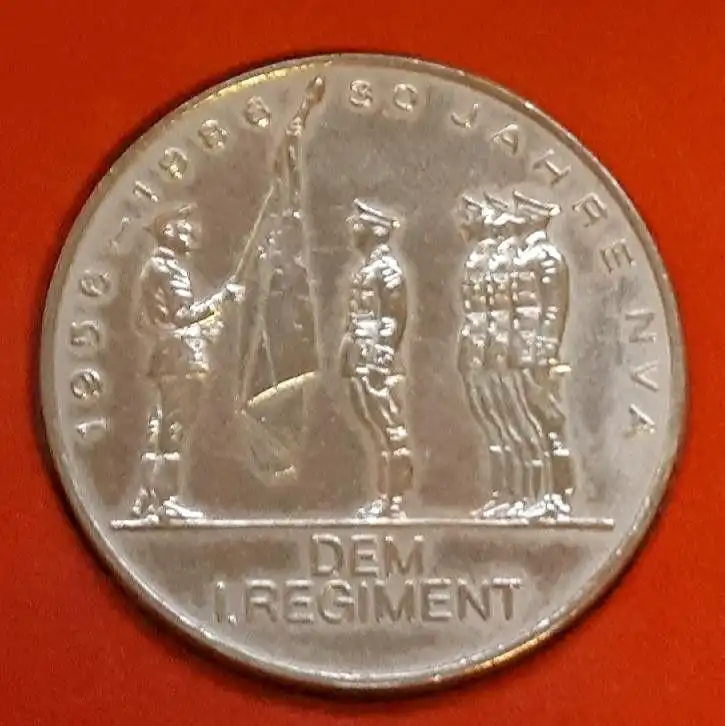 1956-1986 30 JAHRE NVA
DEM
1. REGIMENT